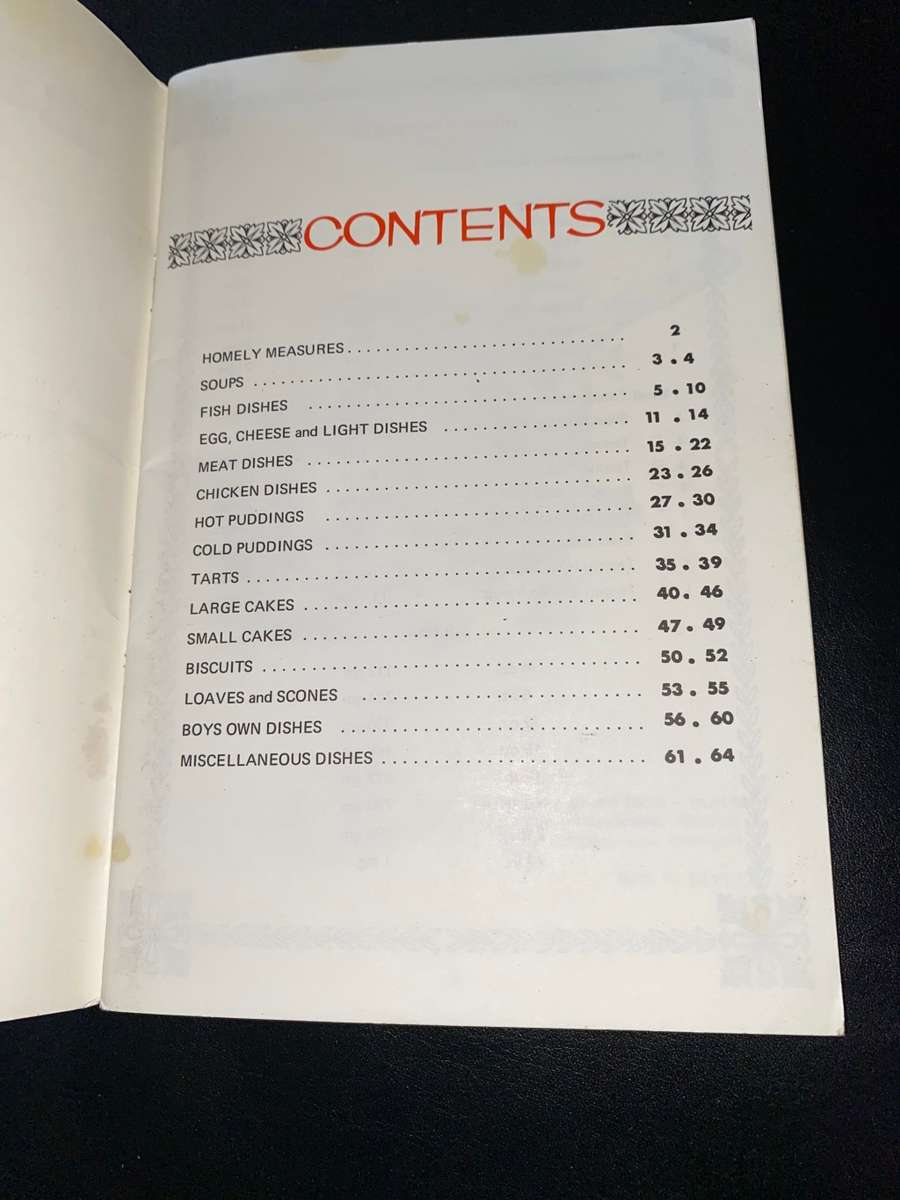 CONTENTS
HOMELY MEASURES . . . . . . . . . . . . . . . . . . . . . . . . . . . . . 2
SOUPS . . . . . . . . . . . . . . . . . . . . . . . . . . . . . . . . . . . . . . . . 3 . 4
FISH DISHES . . . . . . . . . . . . . . . . . . . . . . . . . . . . . . . . . . 5 . 10
EGG, CHEESE and LIGHT DISHES . . . . . . . . . . . . . . . . . . . . 11 . 14
MEAT DISHES . . . . . . . . . . . . . . . . . . . . . . . . . . . . . . . . . . 15 . 22
CHICKEN DISHES . . . . . . . . . . . . . . . . . . . . . . . . . . . . . . . . 23 . 26
HOT PUDDINGS . . . . . . . . . . . . . . . . . . . . . . . . . . . . . . . . 27 . 30
COLD PUDDINGS . . . . . . . . . . . . . . . . . . . . . . . . . . . . . . . . 31 . 34
TARTS . . . . . . . . . . . . . . . . . . . . . . . . . . . . . . . . . . . . . . . . 35 . 39
LARGE CAKES . . . . . . . . . . . . . . . . . . . . . . . . . . . . . . . . . . 40 . 46
SMALL CAKES . . . . . . . . . . . . . . . . . . . . . . . . . . . . . . . . . . 47 . 49
BISCUITS . . . . . . . . . . . . . . . . . . . . . . . . . . . . . . . . . . . . . . 50 . 52
LOAVES and SCONES . . . . . . . . . . . . . . . . . . . . . . . . . . . . . 53 . 55
BOYS OWN DISHES . . . . . . . . . . . . . . . . . . . . . . . . . . . . . . . 56 . 60
MISCELLANEOUS DISHES . . . . . . . . . . . . . . . . . . . . . . . . . . . 61 . 64